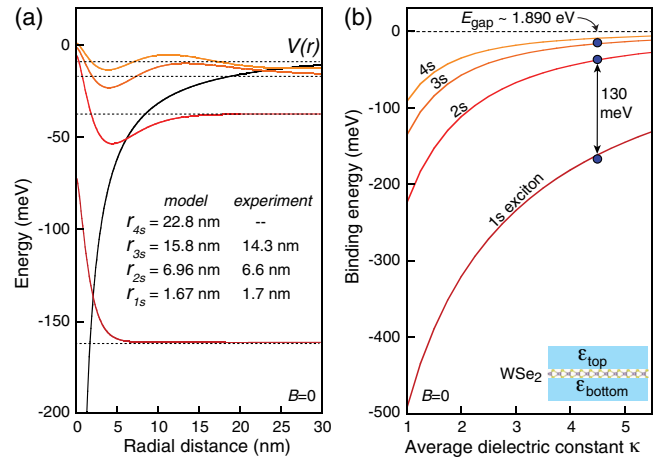 (a)
0
-50
-100
-150
-200
Energy (meV)
V(r)
model experiment
r4s = 22.8 nm --
r3s = 15.8 nm 14.3 nm
r2s = 6.96 nm 6.6 nm
r1s = 1.67 nm 1.7 nm
B=0
0 5 10 15 20 25 30
Radial distance (nm)
(b)
0
-100
-200
-300
-400
-500
Binding energy (meV)
Egap ~ 1.890 eV
4s
3s
2s
1s exciton
130
meV
εtop
WSe2
εbottom
B=0
1 2 3 4 5
Average dielectric constant κ